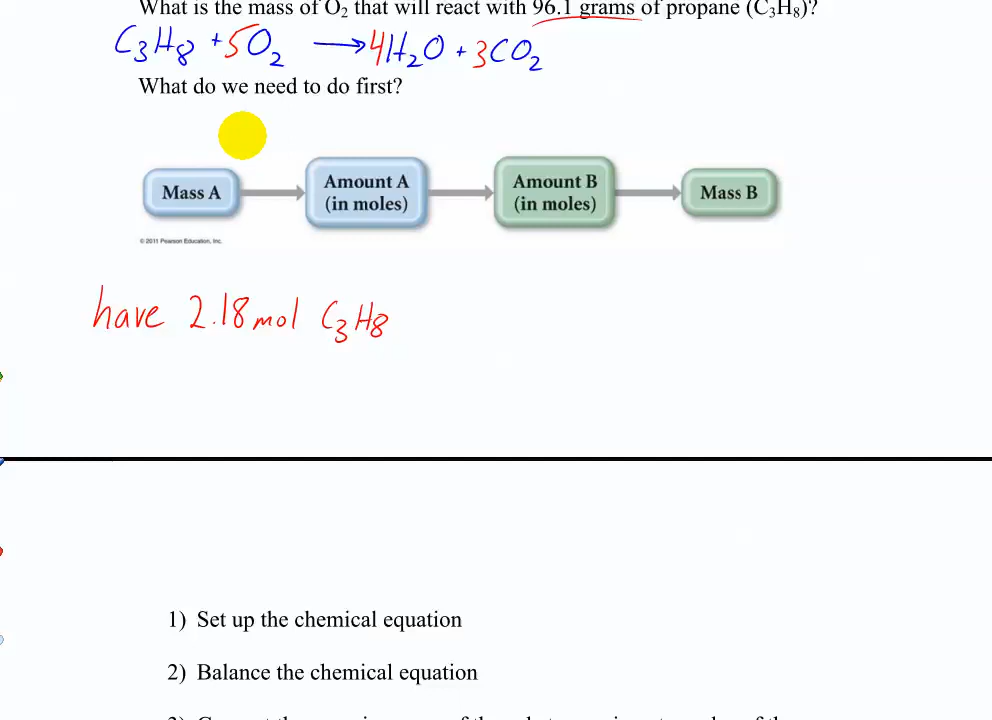 What is the mass of O₂ that will react with 96.1 grams of propane (C₃H₈)?
C₃H₈ + 5O₂ → 4H₂O + 3CO₂
What do we need to do first?
Mass A
Amount A
(in moles)
Amount B
(in moles)
Mass B
© 2011 Pearson Education, Inc.
have 2.18 mol C₃H₈
1) Set up the chemical equation
2) Balance the chemical equation